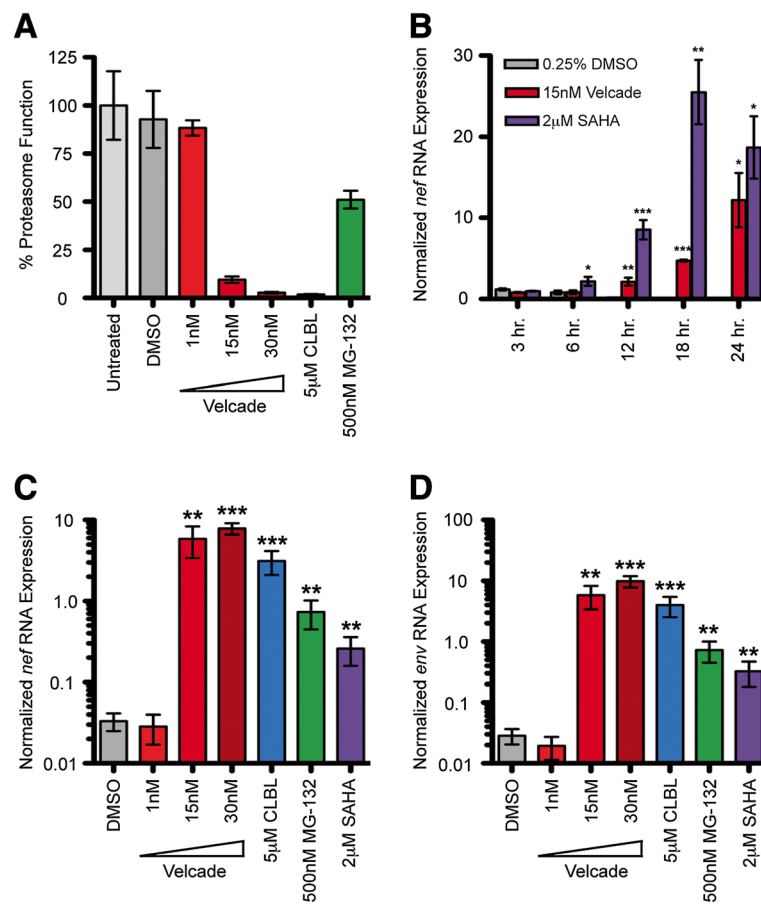 A
% Proteasome Function
125
100
75
50
25
0
Untreated
DMSO
1nM
15nM
30nM
5μM CLBL
500nM MG-132
Velcade
B
Normalized nef RNA Expression
30
20
10
0
0.25% DMSO
15nM Velcade
2μM SAHA
*
**
***
***
**
*
*
3 hr.
6 hr.
12 hr.
18 hr.
24 hr.
C
Normalized nef RNA Expression
10
1.0
0.1
0.01
**
***
***
**
**
DMSO
1nM
15nM
30nM
5μM CLBL
500nM MG-132
2μM SAHA
Velcade
D
Normalized env RNA Expression
100
10
1.0
0.1
0.01
**
***
***
**
**
DMSO
1nM
15nM
30nM
5μM CLBL
500nM MG-132
2μM SAHA
Velcade